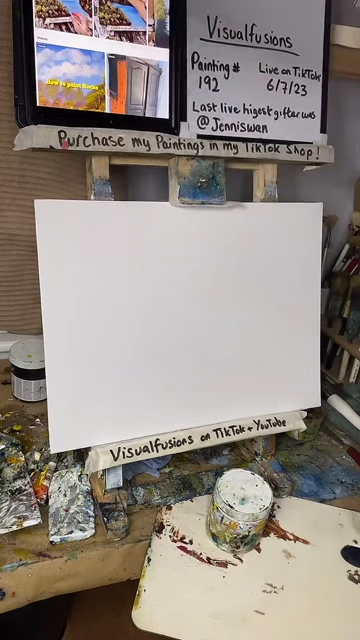 Visualfusions
Painting# Live on TikTok
192 6/7/23
Last live higest gifter was
@Jenniswan
How to paint Rocks
Purchase my Paintings in my TikTok Shop!
Visualfusions on TikTok + YouTube